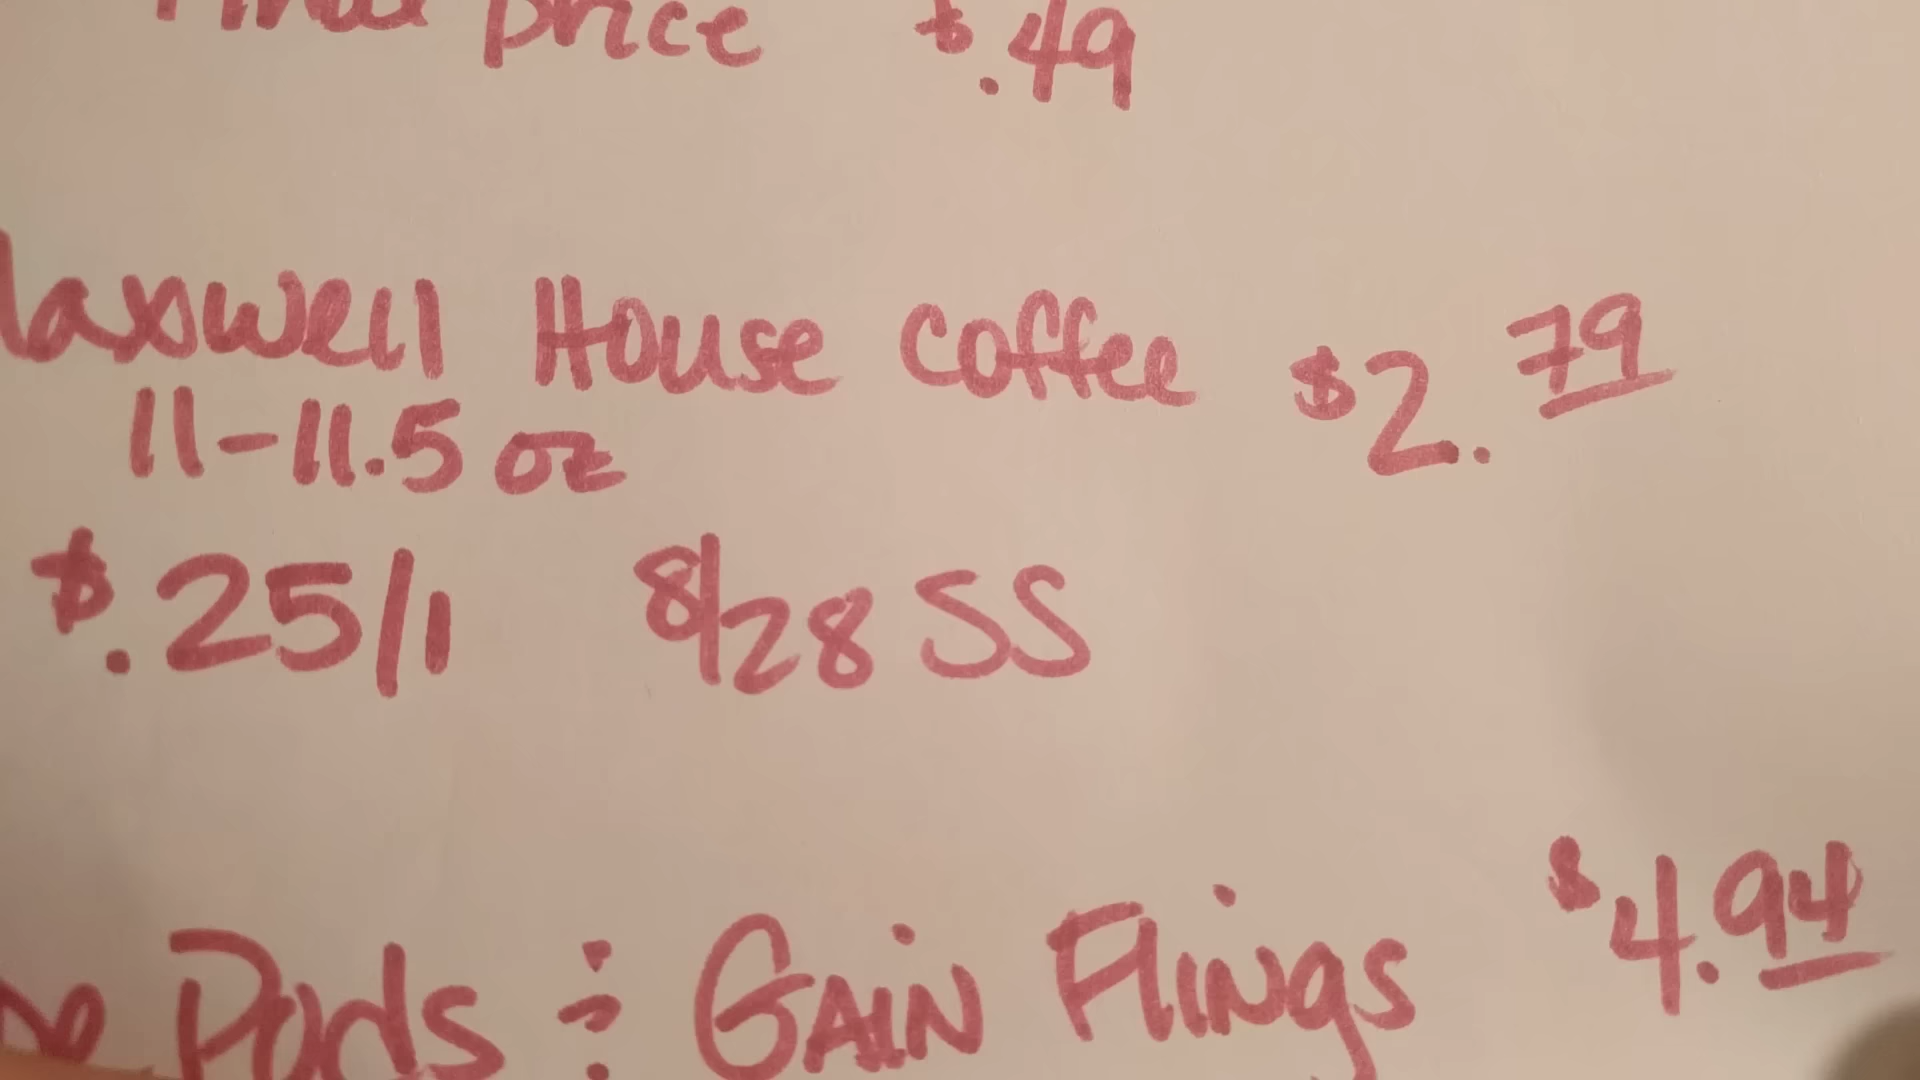 Final price $.49
Maxwell House Coffee $2.79
11-11.5 oz
$.25/1 8/28 SS
Pods & Gain Flings $4.94